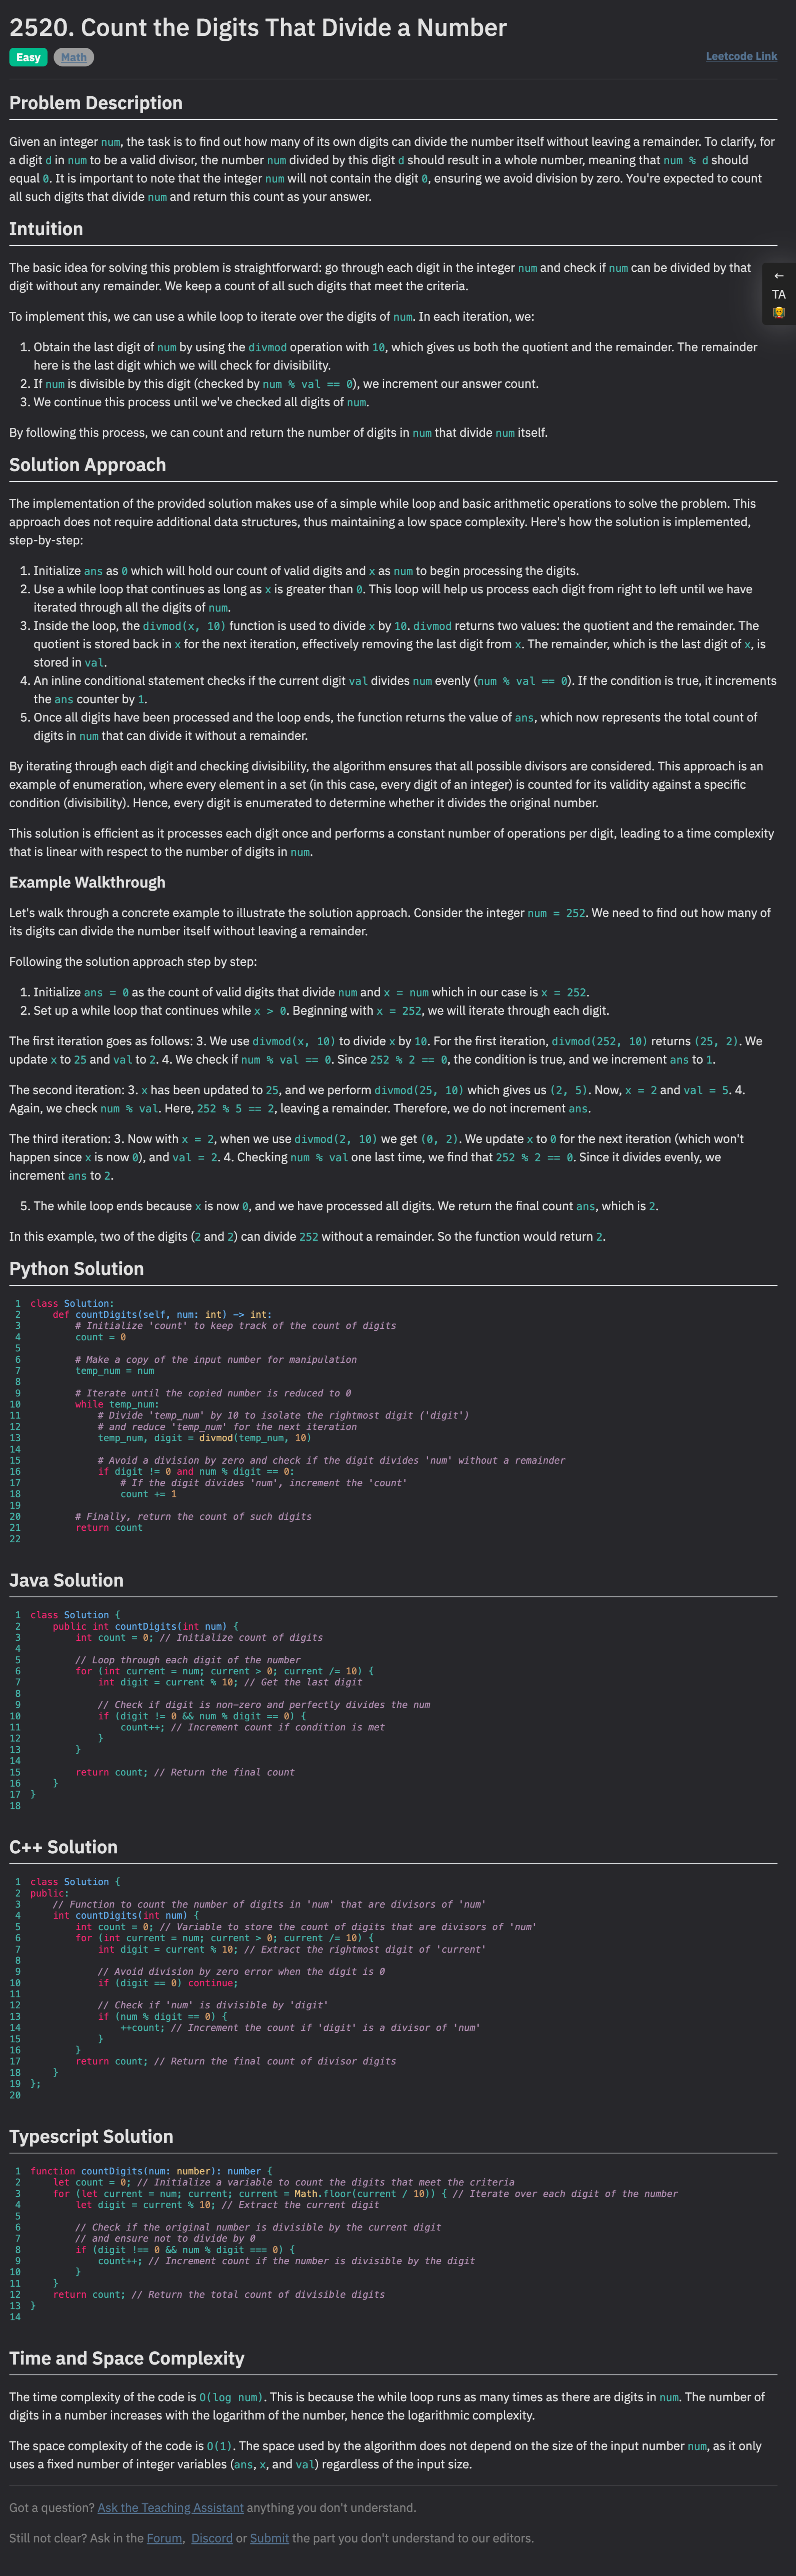 2520. Count the Digits That Divide a Number
Easy Math Leetcode Link
Problem Description
Given an integer num, the task is to find out how many of its own digits can divide the number itself without leaving a remainder. To clarify, for
a digit d in num to be a valid divisor, the number num divided by this digit d should result in a whole number, meaning that num % d should
equal 0. It is important to note that the integer num will not contain the digit 0, ensuring we avoid division by zero. You're expected to count
all such digits that divide num and return this count as your answer.
Intuition
The basic idea for solving this problem is straightforward: go through each digit in the integer num and check if num can be divided by that
digit without any remainder. We keep a count of all such digits that meet the criteria.
←
TA
To implement this, we can use a while loop to iterate over the digits of num. In each iteration, we:
1. Obtain the last digit of num by using the divmod operation with 10, which gives us both the quotient and the remainder. The remainder
here is the last digit which we will check for divisibility.
2. If num is divisible by this digit (checked by num % val == 0), we increment our answer count.
3. We continue this process until we've checked all digits of num.
By following this process, we can count and return the number of digits in num that divide num itself.
Solution Approach
The implementation of the provided solution makes use of a simple while loop and basic arithmetic operations to solve the problem. This
approach does not require additional data structures, thus maintaining a low space complexity. Here's how the solution is implemented,
step-by-step:
1. Initialize ans as 0 which will hold our count of valid digits and x as num to begin processing the digits.
2. Use a while loop that continues as long as x is greater than 0. This loop will help us process each digit from right to left until we have
iterated through all the digits of num.
3. Inside the loop, the divmod(x, 10) function is used to divide x by 10. divmod returns two values: the quotient and the remainder. The
quotient is stored back in x for the next iteration, effectively removing the last digit from x. The remainder, which is the last digit of x, is
stored in val.
4. An inline conditional statement checks if the current digit val divides num evenly (num % val == 0). If the condition is true, it increments
the ans counter by 1.
5. Once all digits have been processed and the loop ends, the function returns the value of ans, which now represents the total count of
digits in num that can divide it without a remainder.
By iterating through each digit and checking divisibility, the algorithm ensures that all possible divisors are considered. This approach is an
example of enumeration, where every element in a set (in this case, every digit of an integer) is counted for its validity against a specific
condition (divisibility). Hence, every digit is enumerated to determine whether it divides the original number.
This solution is efficient as it processes each digit once and performs a constant number of operations per digit, leading to a time complexity
that is linear with respect to the number of digits in num.
Example Walkthrough
Let's walk through a concrete example to illustrate the solution approach. Consider the integer num = 252. We need to find out how many of
its digits can divide the number itself without leaving a remainder.
Following the solution approach step by step:
1. Initialize ans = 0 as the count of valid digits that divide num and x = num which in our case is x = 252.
2. Set up a while loop that continues while x > 0. Beginning with x = 252, we will iterate through each digit.
The first iteration goes as follows: 3. We use divmod(x, 10) to divide x by 10. For the first iteration, divmod(252, 10) returns (25, 2). We
update x to 25 and val to 2. 4. We check if num % val == 0. Since 252 % 2 == 0, the condition is true, and we increment ans to 1.
The second iteration: 3. x has been updated to 25, and we perform divmod(25, 10) which gives us (2, 5). Now, x = 2 and val = 5. 4.
Again, we check num % val. Here, 252 % 5 == 2, leaving a remainder. Therefore, we do not increment ans.
The third iteration: 3. Now with x = 2, when we use divmod(2, 10) we get (0, 2). We update x to 0 for the next iteration (which won't
happen since x is now 0), and val = 2. 4. Checking num % val one last time, we find that 252 % 2 == 0. Since it divides evenly, we
increment ans to 2.
5. The while loop ends because x is now 0, and we have processed all digits. We return the final count ans, which is 2.
In this example, two of the digits (2 and 2) can divide 252 without a remainder. So the function would return 2.
Python Solution
1 class Solution:
2     def countDigits(self, num: int) -> int:
3         # Initialize 'count' to keep track of the count of digits
4         count = 0
5
6         # Make a copy of the input number for manipulation
7         temp_num = num
8
9         # Iterate until the copied number is reduced to 0
10         while temp_num:
11             # Divide 'temp_num' by 10 to isolate the rightmost digit ('digit')
12             # and reduce 'temp_num' for the next iteration
13             temp_num, digit = divmod(temp_num, 10)
14
15             # Avoid a division by zero and check if the digit divides 'num' without a remainder
16             if digit != 0 and num % digit == 0:
17                 # If the digit divides 'num', increment the 'count'
18                 count += 1
19
20         # Finally, return the count of such digits
21         return count
22
Java Solution
1 class Solution {
2     public int countDigits(int num) {
3         int count = 0; // Initialize count of digits
4
5         // Loop through each digit of the number
6         for (int current = num; current > 0; current /= 10) {
7             int digit = current % 10; // Get the last digit
8
9             // Check if digit is non-zero and perfectly divides the num
10             if (digit != 0 && num % digit == 0) {
11                 count++; // Increment count if condition is met
12             }
13         }
14
15         return count; // Return the final count
16     }
17 }
18
C++ Solution
1 class Solution {
2 public:
3     // Function to count the number of digits in 'num' that are divisors of 'num'
4     int countDigits(int num) {
5         int count = 0; // Variable to store the count of digits that are divisors of 'num'
6         for (int current = num; current > 0; current /= 10) {
7             int digit = current % 10; // Extract the rightmost digit of 'current'
8
9             // Avoid division by zero error when the digit is 0
10             if (digit == 0) continue;
11
12             // Check if 'num' is divisible by 'digit'
13             if (num % digit == 0) {
14                 ++count; // Increment the count if 'digit' is a divisor of 'num'
15             }
16         }
17         return count; // Return the final count of divisor digits
18     }
19 };
20
Typescript Solution
1 function countDigits(num: number): number {
2     let count = 0; // Initialize a variable to count the digits that meet the criteria
3     for (let current = num; current; current = Math.floor(current / 10)) { // Iterate over each digit of the number
4         let digit = current % 10; // Extract the current digit
5
6         // Check if the original number is divisible by the current digit
7         // and ensure not to divide by 0
8         if (digit !== 0 && num % digit === 0) {
9             count++; // Increment count if the number is divisible by the digit
10         }
11     }
12     return count; // Return the total count of divisible digits
13 }
14
Time and Space Complexity
The time complexity of the code is O(log num). This is because the while loop runs as many times as there are digits in num. The number of
digits in a number increases with the logarithm of the number, hence the logarithmic complexity.
The space complexity of the code is O(1). The space used by the algorithm does not depend on the size of the input number num, as it only
uses a fixed number of integer variables (ans, x, and val) regardless of the input size.
Got a question? Ask the Teaching Assistant anything you don't understand.
Still not clear? Ask in the Forum, Discord or Submit the part you don't understand to our editors.